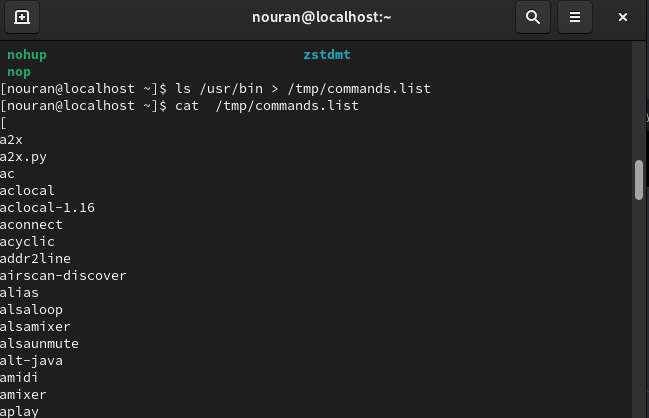 nouran@localhost:~
nohup zstdmt
nop
[nouran@localhost ~]$ ls /usr/bin > /tmp/commands.list
[nouran@localhost ~]$ cat  /tmp/commands.list
[
a2x
a2x.py
ac
aclocal
aclocal-1.16
aconnect
acyclic
addr2line
airscan-discover
alias
alsaloop
alsamixer
alsaunmute
alt-java
amidi
amixer
aplay